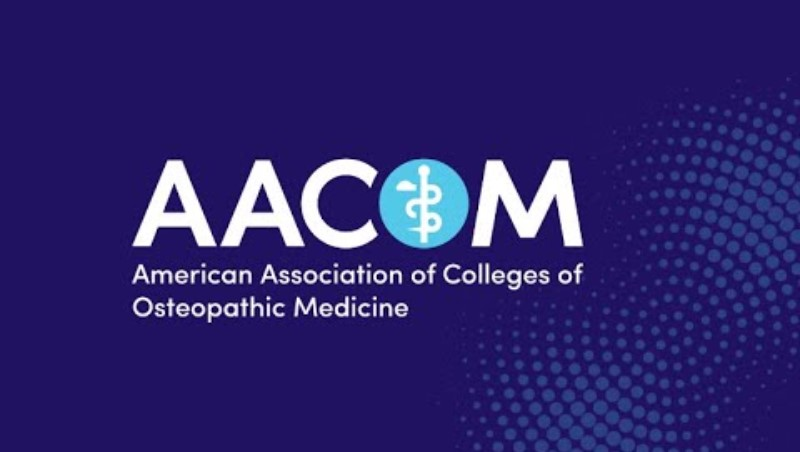 AACOM
American Association of Colleges of
Osteopathic Medicine